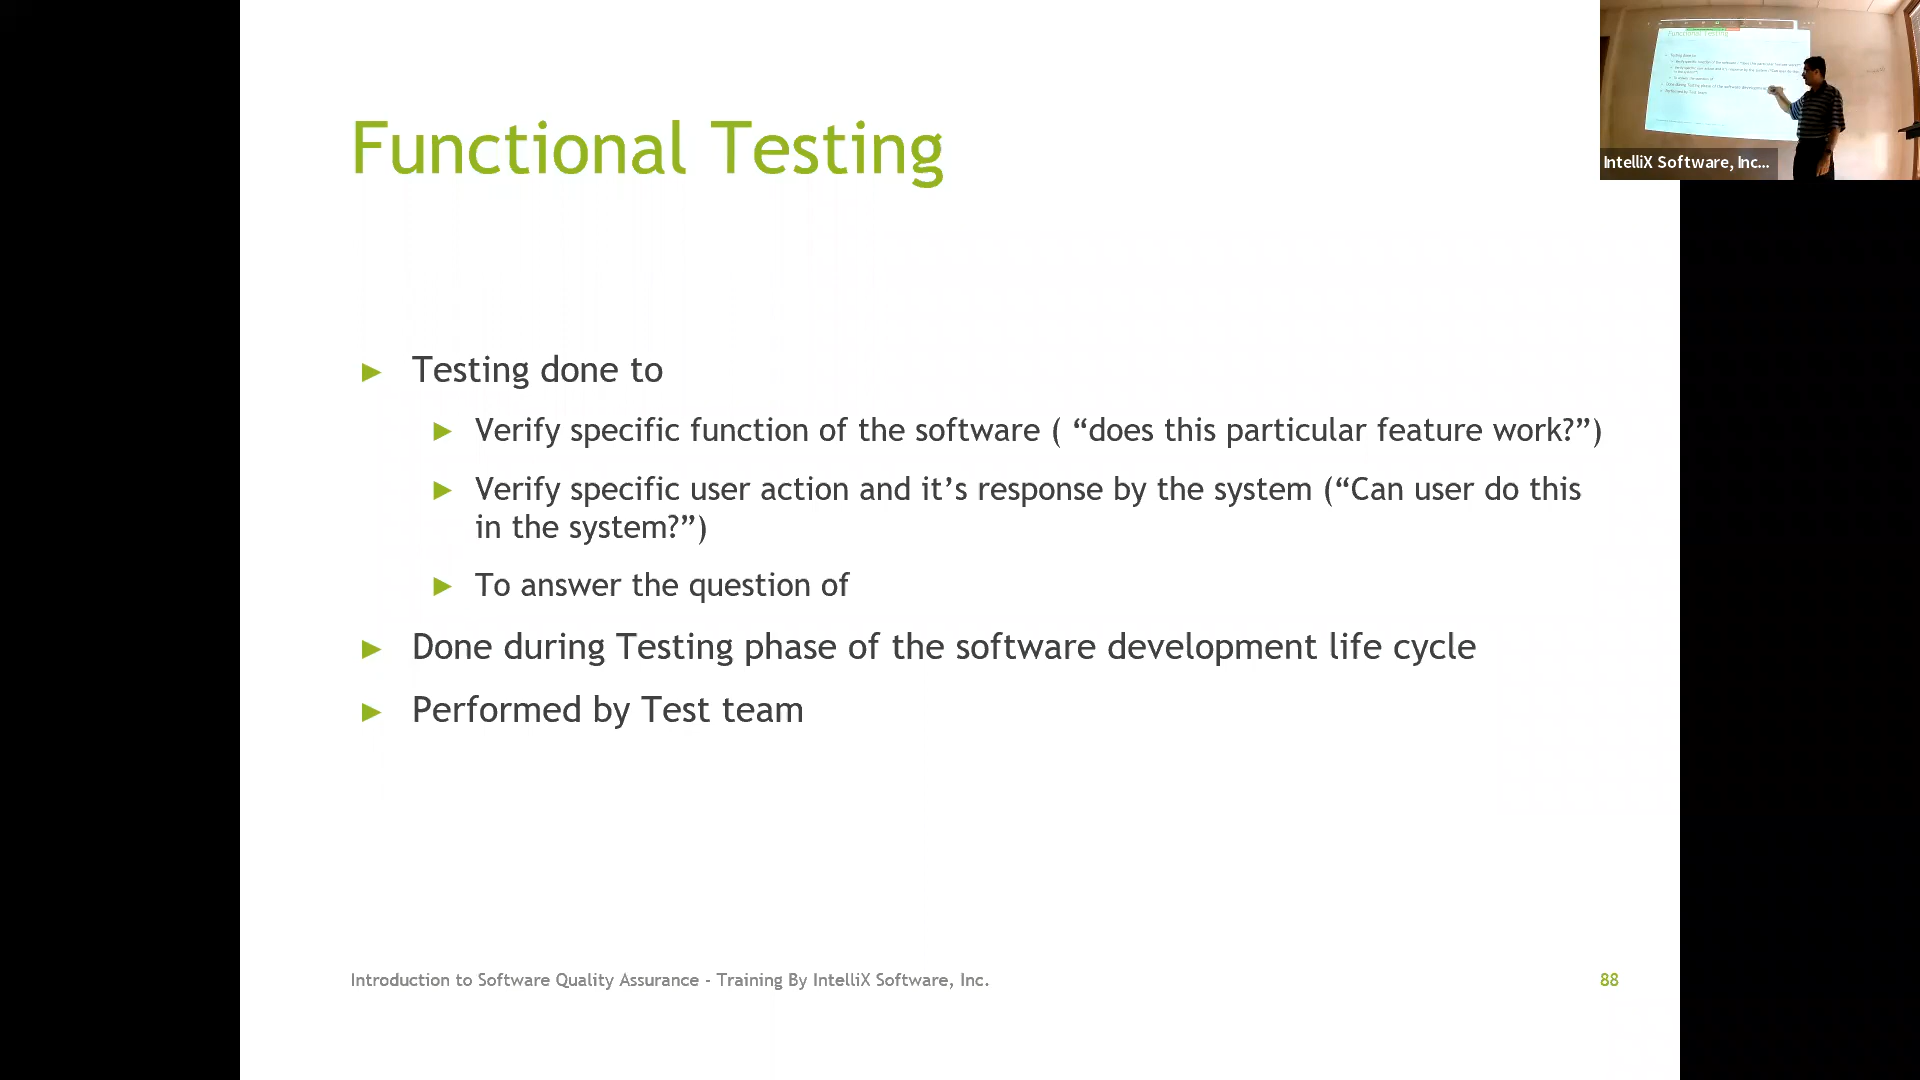 Functional Testing
► Testing done to
► Verify specific function of the software ( “does this particular feature work?”)
► Verify specific user action and it’s response by the system (“Can user do this
in the system?”)
► To answer the question of
► Done during Testing phase of the software development life cycle
► Performed by Test team
Introduction to Software Quality Assurance - Training By IntelliX Software, Inc.
88
Functional Testing
IntelliX Software, Inc...